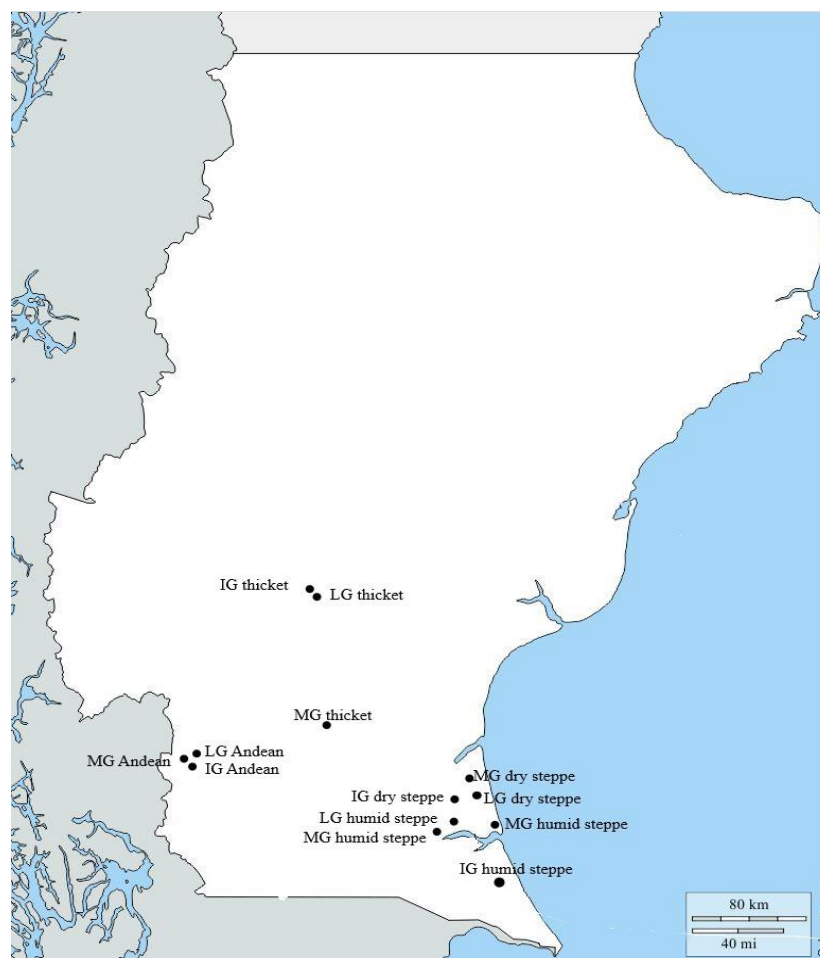 IG thicket
LG thicket
MG thicket
LG Andean
MG Andean
IG Andean
MG dry steppe
IG dry steppe
LG dry steppe
LG humid steppe
MG humid steppe
MG humid steppe
IG humid steppe
80 km
40 mi